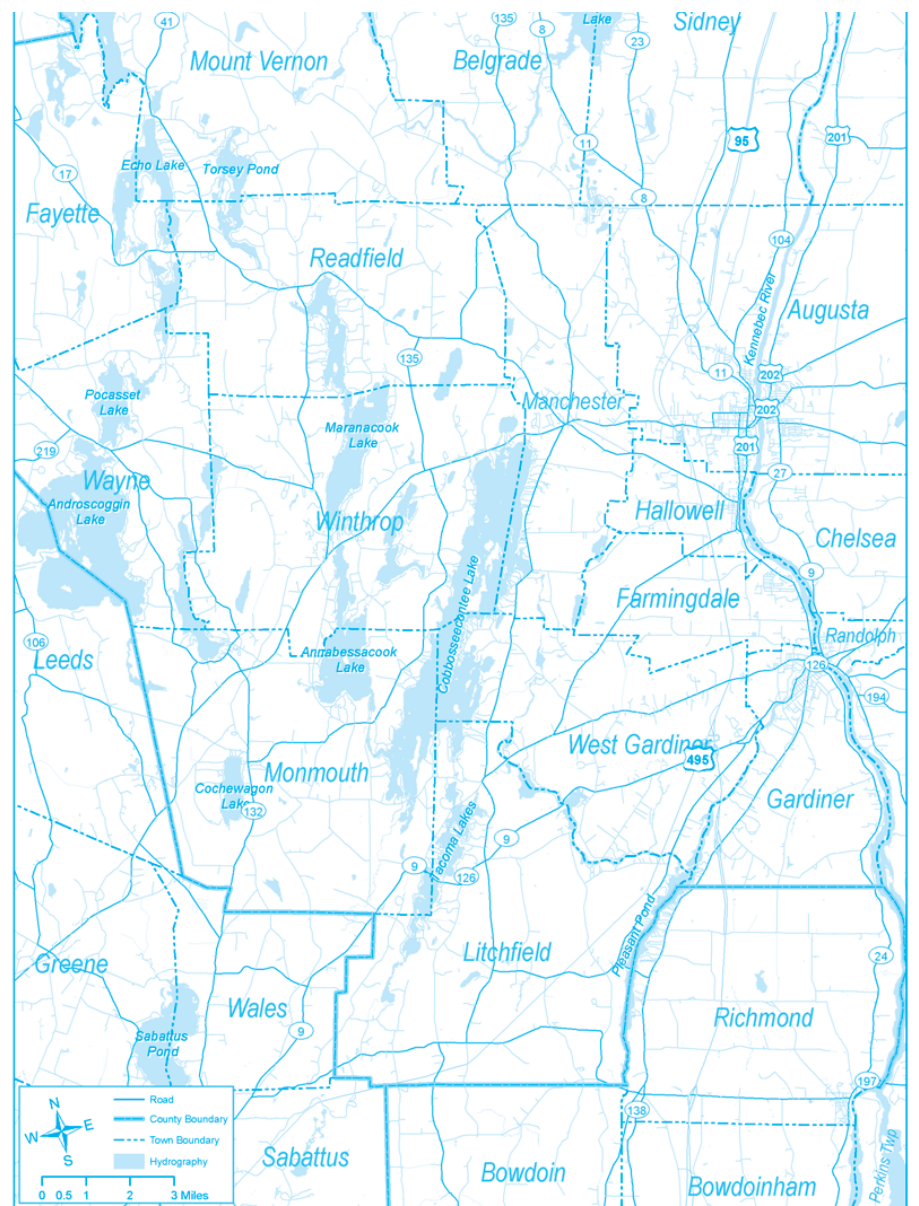 41
135
8
Lake
23
Sidney
Mount Vernon
Belgrade
95
201
11
Echo Lake
Torsey Pond
17
8
Fayette
104
Readfield
Kennebec River
Augusta
135
11
202
Pocasset
Lake
Manchester
202
Maranacook
Lake
201
219
27
Wayne
Androscoggin
Lake
Winthrop
Hallowell
Chelsea
9
Cobbosseecontee Lake
Farmingdale
106
Randolph
Leeds
Annabessacook
Lake
126
194
West Gardiner
495
Monmouth
Cochewagon
Lake
132
Gardiner
Tacoma Lakes
9
9
126
Pleasant Pond
Litchfield
24
Greene
Wales
Richmond
9
Sabattus
Pond
197
138
N
W
E
S
Road
County Boundary
Town Boundary
Hydrography
0 0.5 1 2 3 Miles
Sabattus
Bowdoin
Bowdoinham
Perkins Twp